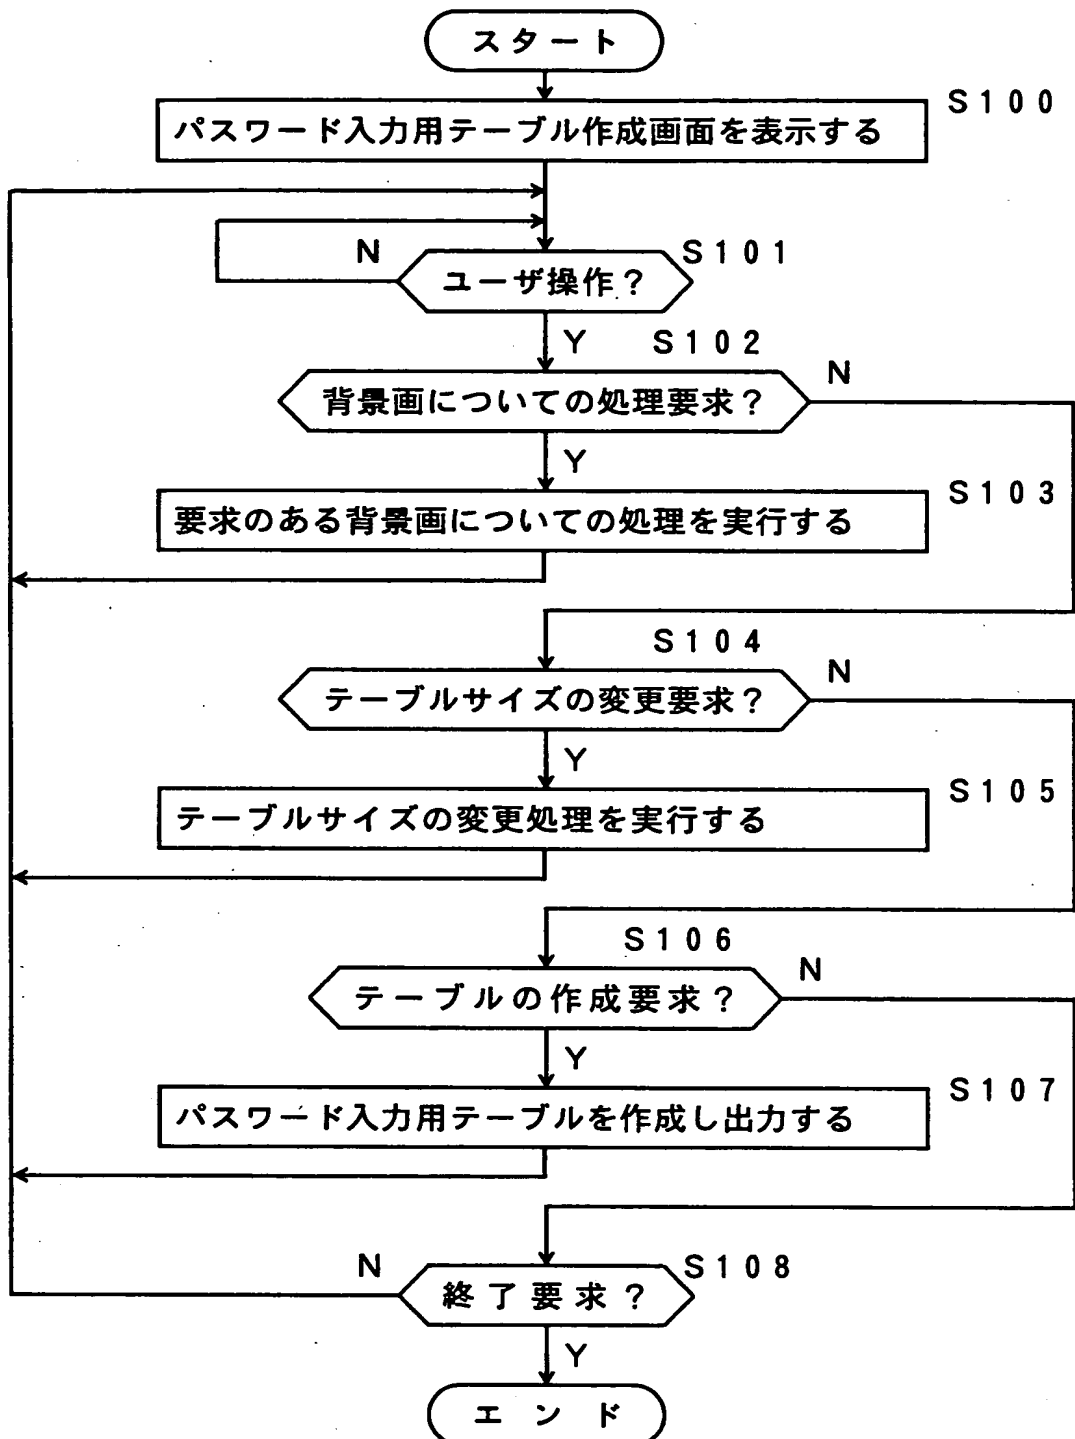 スタート
S100
パスワード入力用テーブル作成画面を表示する
N
S101
ユーザ操作?
Y
S102
N
背景画についての処理要求?
Y
S103
要求のある背景画についての処理を実行する
S104
N
テーブルサイズの変更要求?
Y
S105
テーブルサイズの変更処理を実行する
S106
N
テーブルの作成要求?
Y
S107
パスワード入力用テーブルを作成し出力する
N
S108
終了要求?
Y
エンド